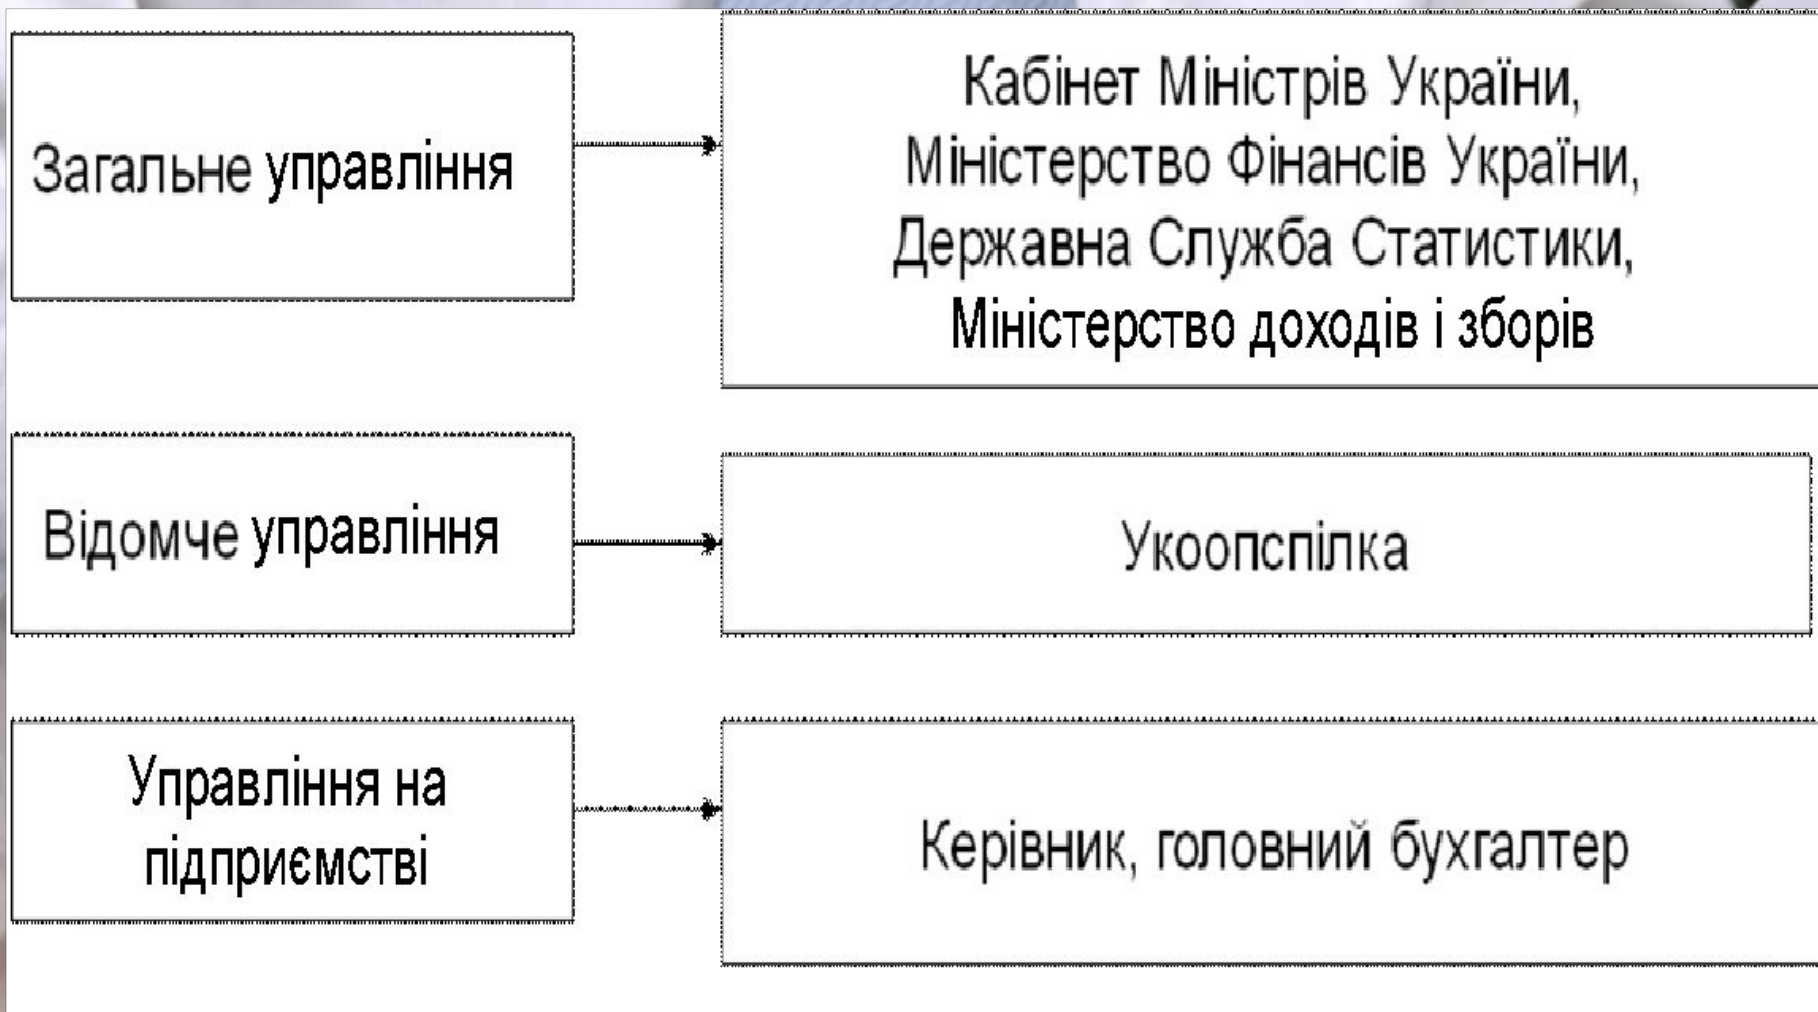 Загальне управління
Кабінет Міністрів України,
Міністерство Фінансів України,
Державна Служба Статистики,
Міністерство доходів і зборів
Відомче управління
Укоопспілка
Управління на
підприємстві
Керівник, головний бухгалтер